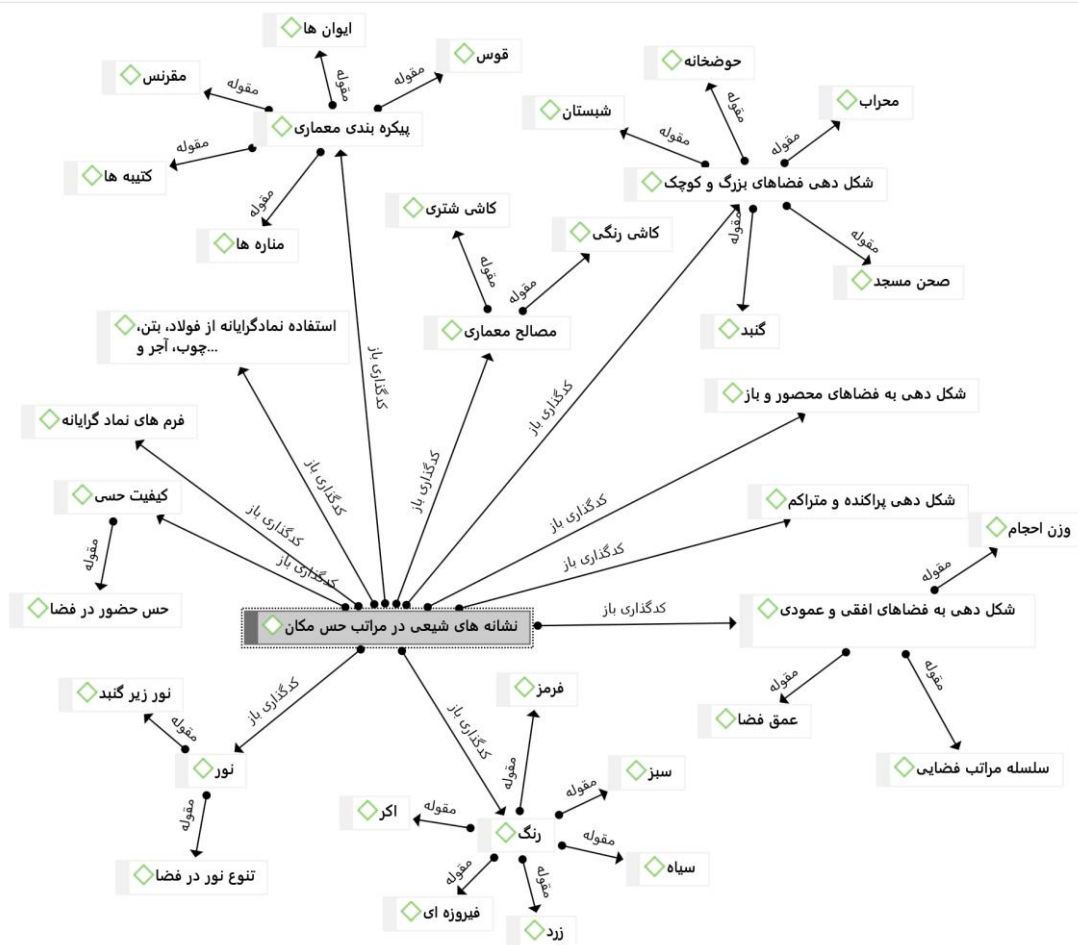 ایوان ها
قوس
مقرنس
مقوله
مقوله
مقوله
پیکره بندی معماری
مقوله
کتیبه ها
مقوله
مناره ها
حوضخانه
محراب
شبستان
مقوله
مقوله
مقوله
شکل دهی فضاهای بزرگ و کوچک
مقوله
مقوله
صحن مسجد
گنبد
کاشی شتری
کاشی رنگی
مقوله
مقوله
مصالح معماری
استفاده نمادگرایانه از فولاد، بتن،
چوب، آجر و...
کدگذاری باز
کدگذاری باز
شکل دهی به فضاهای محصور و باز
فرم های نماد گرایانه
کدگذاری باز
کدگذاری باز
کدگذاری باز
کیفیت حسی
کدگذاری باز
کدگذاری باز
شکل دهی پراکنده و متراکم
وزن احجام
مقوله
کدگذاری باز
کدگذاری باز
مقوله
حس حضور در فضا
نشانه های شیعی در مراتب حس مکان
کدگذاری باز
شکل دهی به فضاهای افقی و عمودی
مقوله
مقوله
عمق فضا
سلسله مراتب فضایی
کدگذاری باز
کدگذاری باز
نور زیر گنبد
مقوله
نور
مقوله
تنوع نور در فضا
فرمز
سبز
مقوله
مقوله
اکر
مقوله
رنگ
مقوله
سیاه
مقوله
مقوله
فیروزه ای
زرد